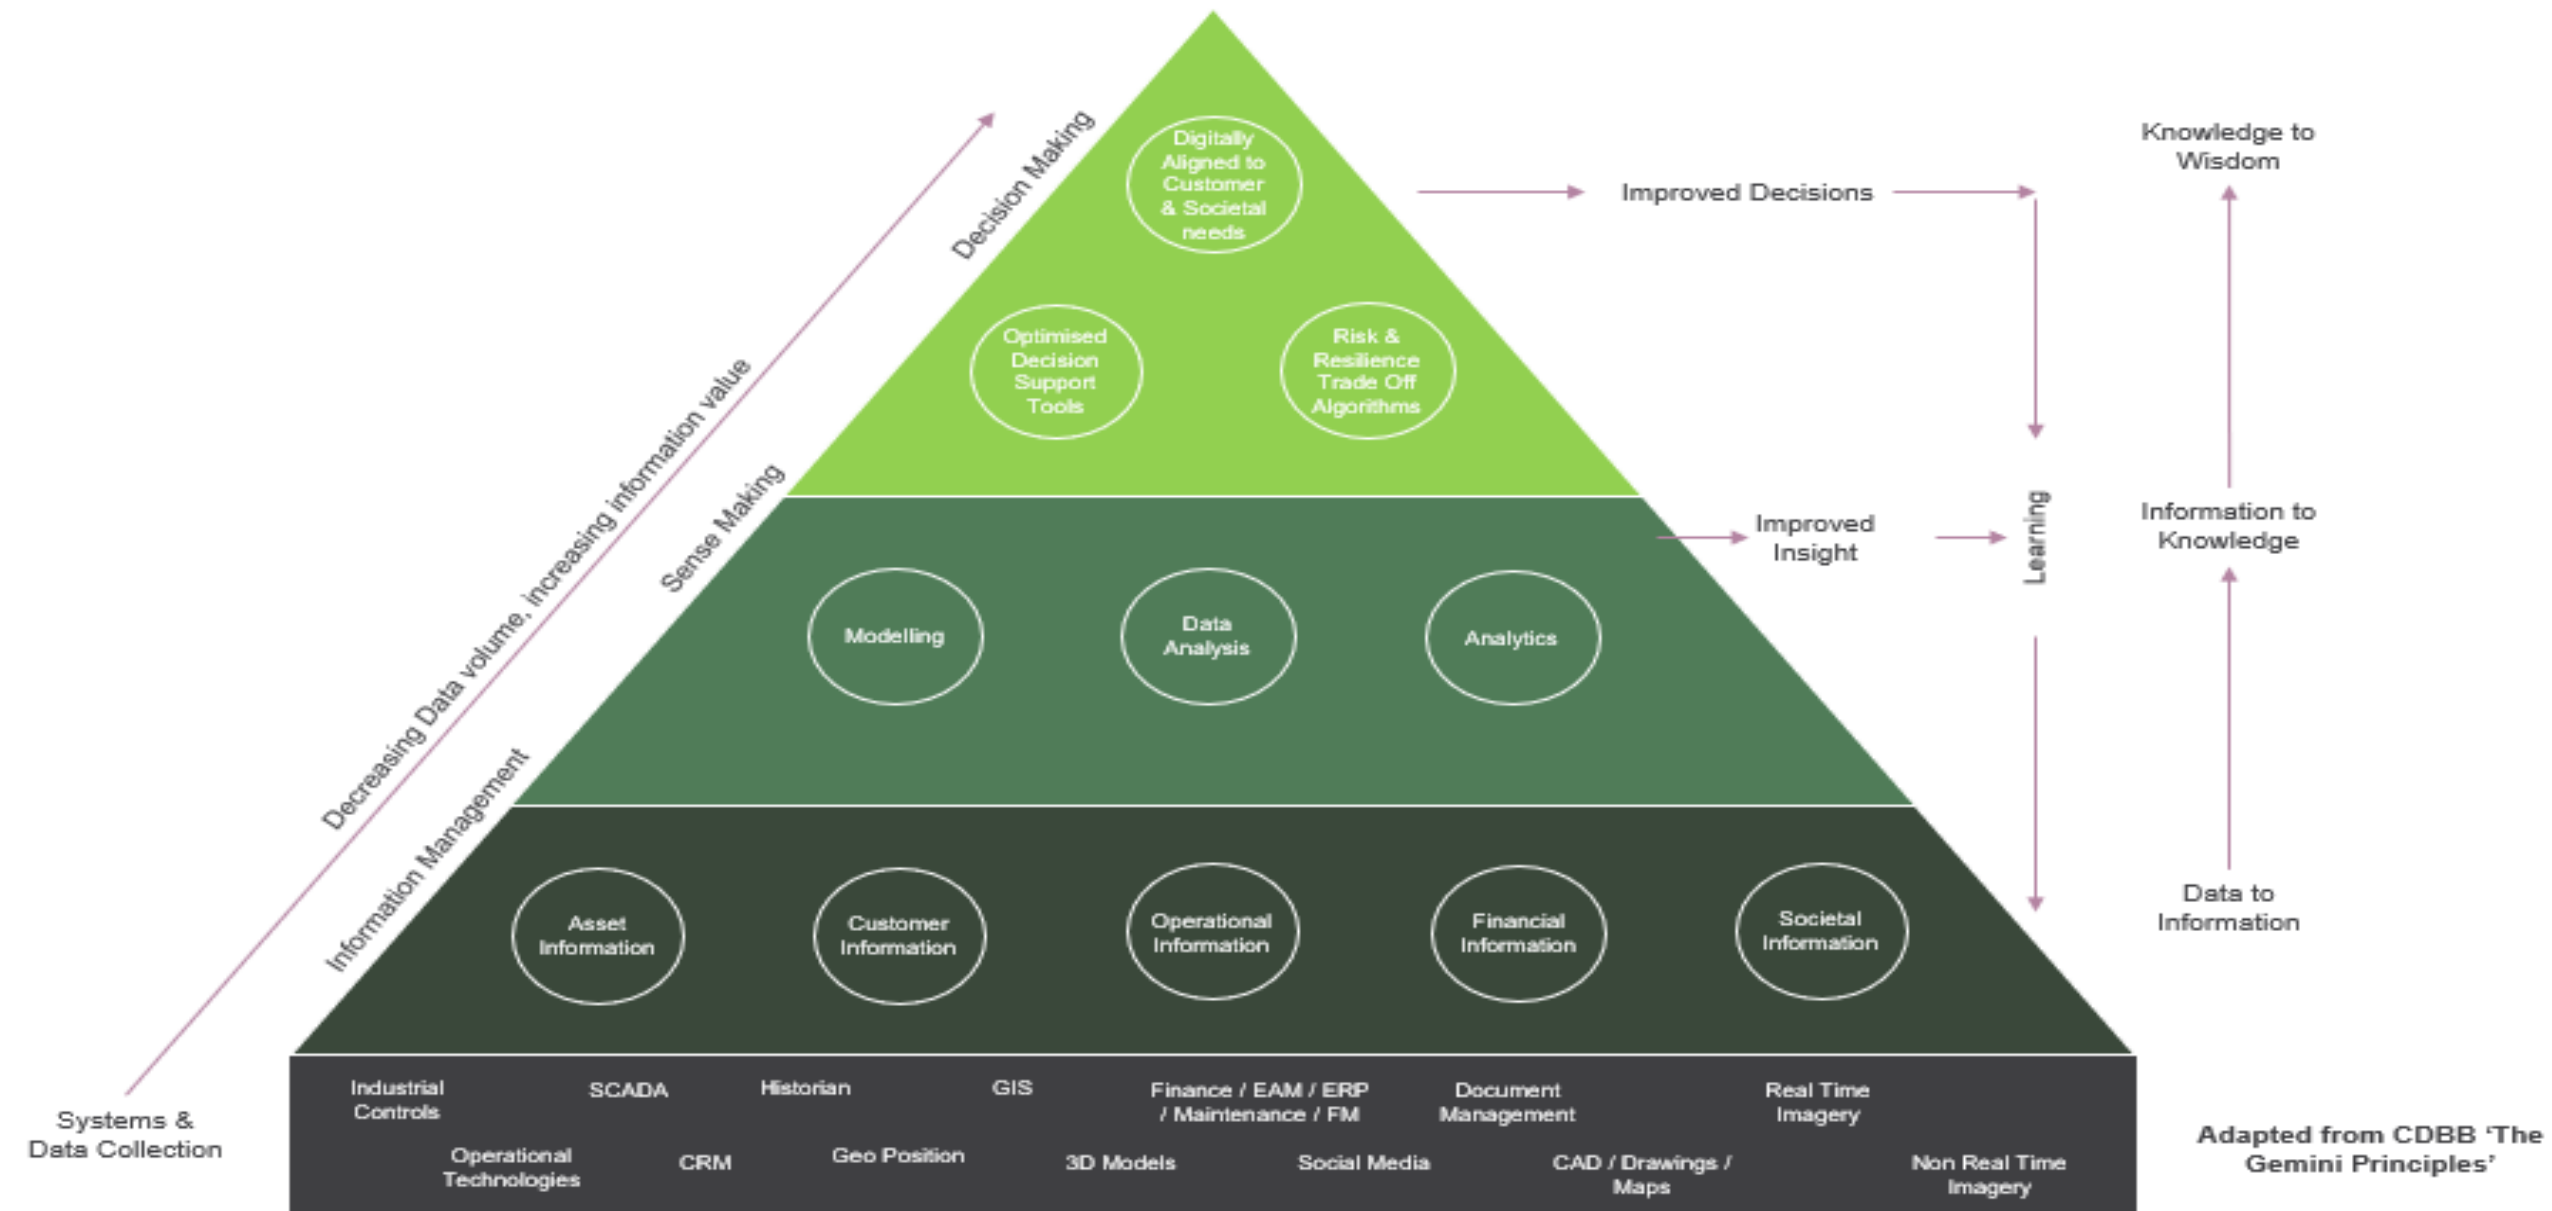 Digitally
Aligned to
Customer
& Societal
needs
Decision Making
Improved Decisions
Knowledge to
Wisdom
Optimised
Decision
Support
Tools
Risk &
Resilience
Trade Off
Algorithms
Decreasing Data volume, increasing information value
Sense Making
Improved
Insight
Learning
Information to
Knowledge
Modelling
Data
Analysis
Analytics
Information Management
Asset
Information
Customer
Information
Operational
Information
Financial
Information
Societal
Information
Data to
Information
Systems &
Data Collection
Industrial
Controls
SCADA
Historian
GIS
Finance / EAM / ERP
/ Maintenance / FM
Document
Management
Real Time
Imagery
Operational
Technologies
CRM
Geo Position
3D Models
Social Media
CAD / Drawings /
Maps
Non Real Time
Imagery
Adapted from CDBB ‘The
Gemini Principles’